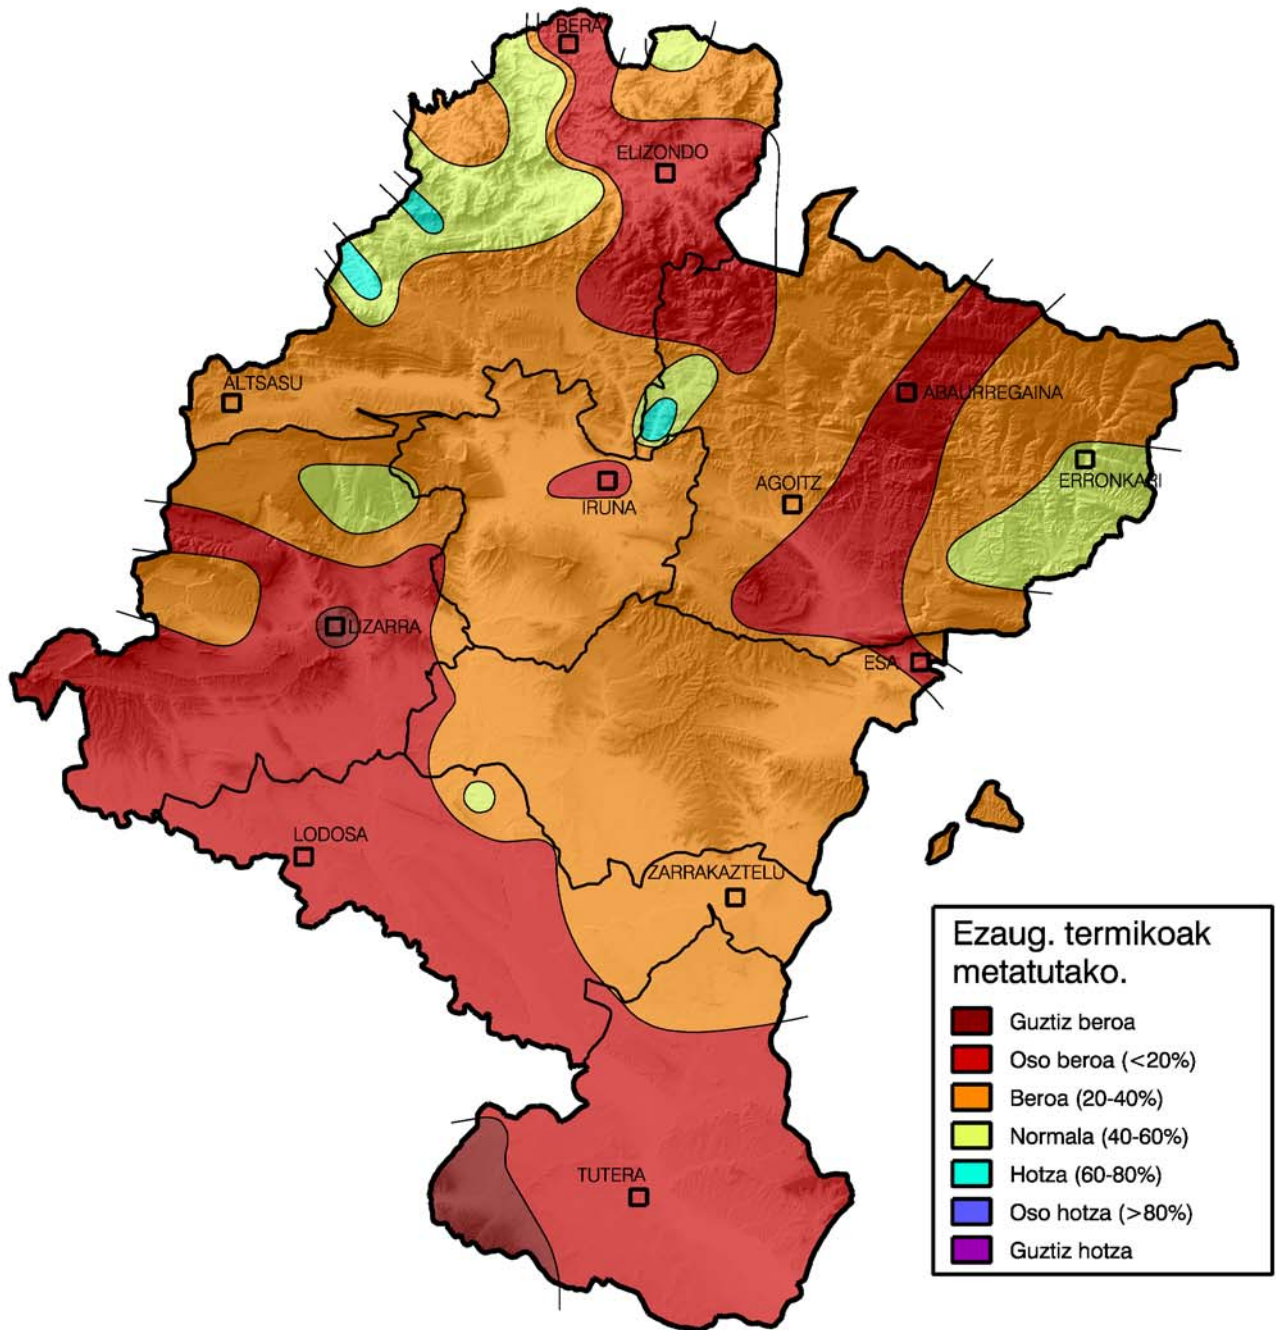 BERA
ELIZONDO
ALTSASU
ABAURREGAINA
ERRONKARI
AGOITZ
IRUNA
LIZARRA
ESA
LODOSA
ZARRAKAZTELU
TUTERA
Ezaug. termikoak
metatutako.
Guztiz beroa
Oso beroa (<20%)
Beroa (20-40%)
Normala (40-60%)
Hotza (60-80%)
Oso hotza (>80%)
Guztiz hotza